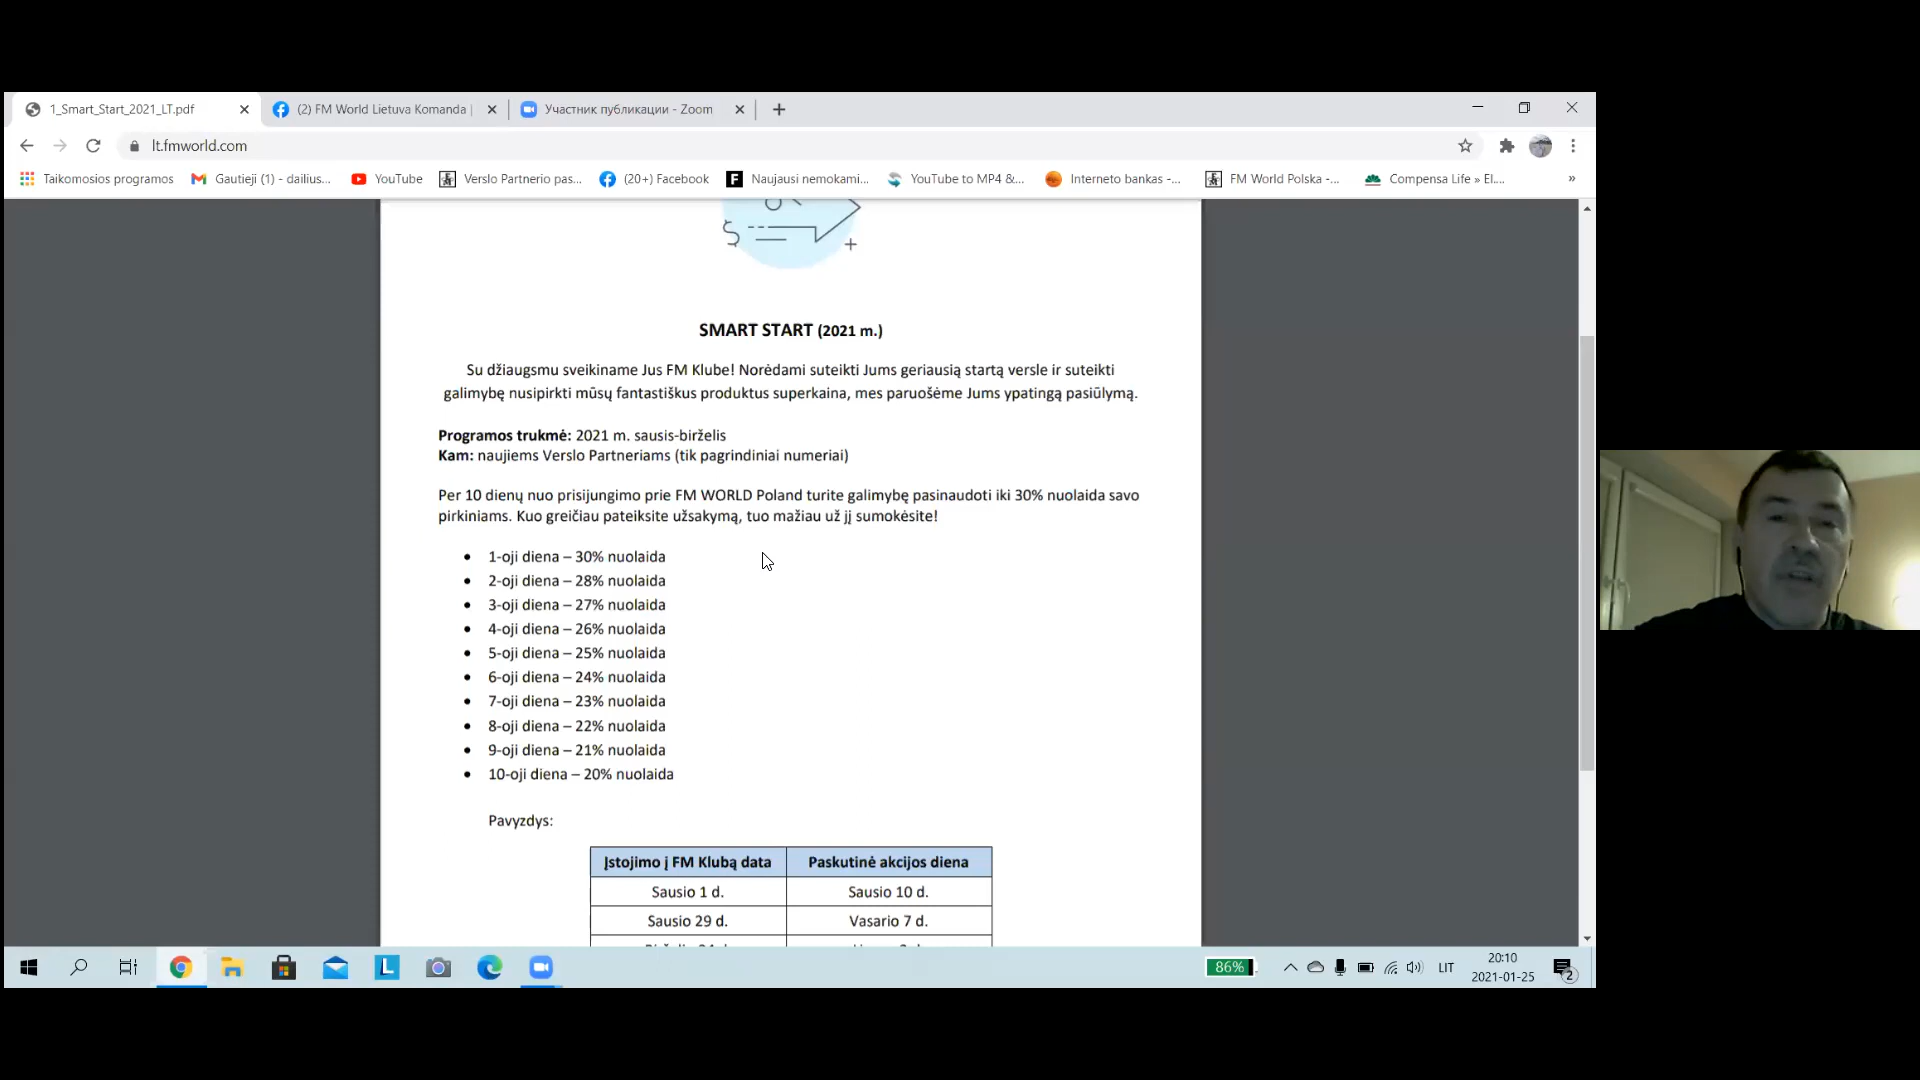 1_Smart_Start_2021_LT.pdf
(2) FM World Lietuva Komanda |
Участник публикации - Zoom
lt.fmworld.com
Taikomosios programos
Gautieji (1) - dailius...
YouTube
Verslo Partnerio pas...
(20+) Facebook
Naujausi nemokami...
YouTube to MP4 &...
Interneto bankas -...
FM World Polska -...
Compensa Life » El....
»
SMART START (2021 m.)
Su džiaugsmu sveikiname Jus FM Klube! Norėdami suteikti Jums geriausią startą versle ir suteikti
galimybę nusipirkti mūsų fantastiškus produktus superkaina, mes paruošėme Jums ypatingą pasiūlymą.
Programos trukmė: 2021 m. sausis-birželis
Kam: naujiems Verslo Partneriams (tik pagrindiniai numeriai)
Per 10 dienų nuo prisijungimo prie FM WORLD Poland turite galimybę pasinaudoti iki 30% nuolaida savo
pirkiniams. Kuo greičiau pateiksite užsakymą, tuo mažiau už jį sumokėsite!
• 1-oji diena – 30% nuolaida
• 2-oji diena – 28% nuolaida
• 3-oji diena – 27% nuolaida
• 4-oji diena – 26% nuolaida
• 5-oji diena – 25% nuolaida
• 6-oji diena – 24% nuolaida
• 7-oji diena – 23% nuolaida
• 8-oji diena – 22% nuolaida
• 9-oji diena – 21% nuolaida
• 10-oji diena – 20% nuolaida
Pavyzdys:
Įstojimo į FM Klubą data Paskutinė akcijos diena
Sausio 1 d. Sausio 10 d.
Sausio 29 d. Vasario 7 d.
86%
LIT
20:10
2021-01-25
2